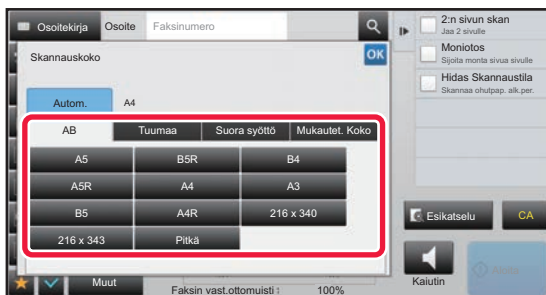 Osoitekirja Osoite Faksinumero
Skannauskoko OK
Autom. A4
AB Tuumaa Suora syöttö Mukautet. Koko
A5 B5R B4
A5R A4 A3
B5 A4R 216 x 340
216 x 343 Pitkä
Muut Faksin vast.ottomuisti : 100%
2:n sivun skan
Jaa 2 sivulle
Moniotos
Sijoita monta sivua sivulle
Hidas Skannaustila
Skannaa ohutpap. alk.per.
Esikatselu CA
Kaiutin